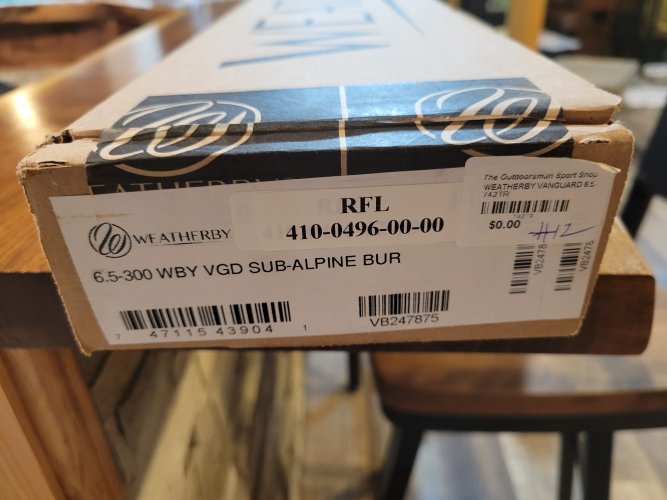 WEATHERBY
RFL
410-0496-00-00
The Outdoorsman Sport Shop
WEATHERBY VANGUARD 6.5-
742TR
742TR
$0.00
#12
6.5-300 WBY VGD SUB-ALPINE BUR
7 47115 43904 1
VB247875